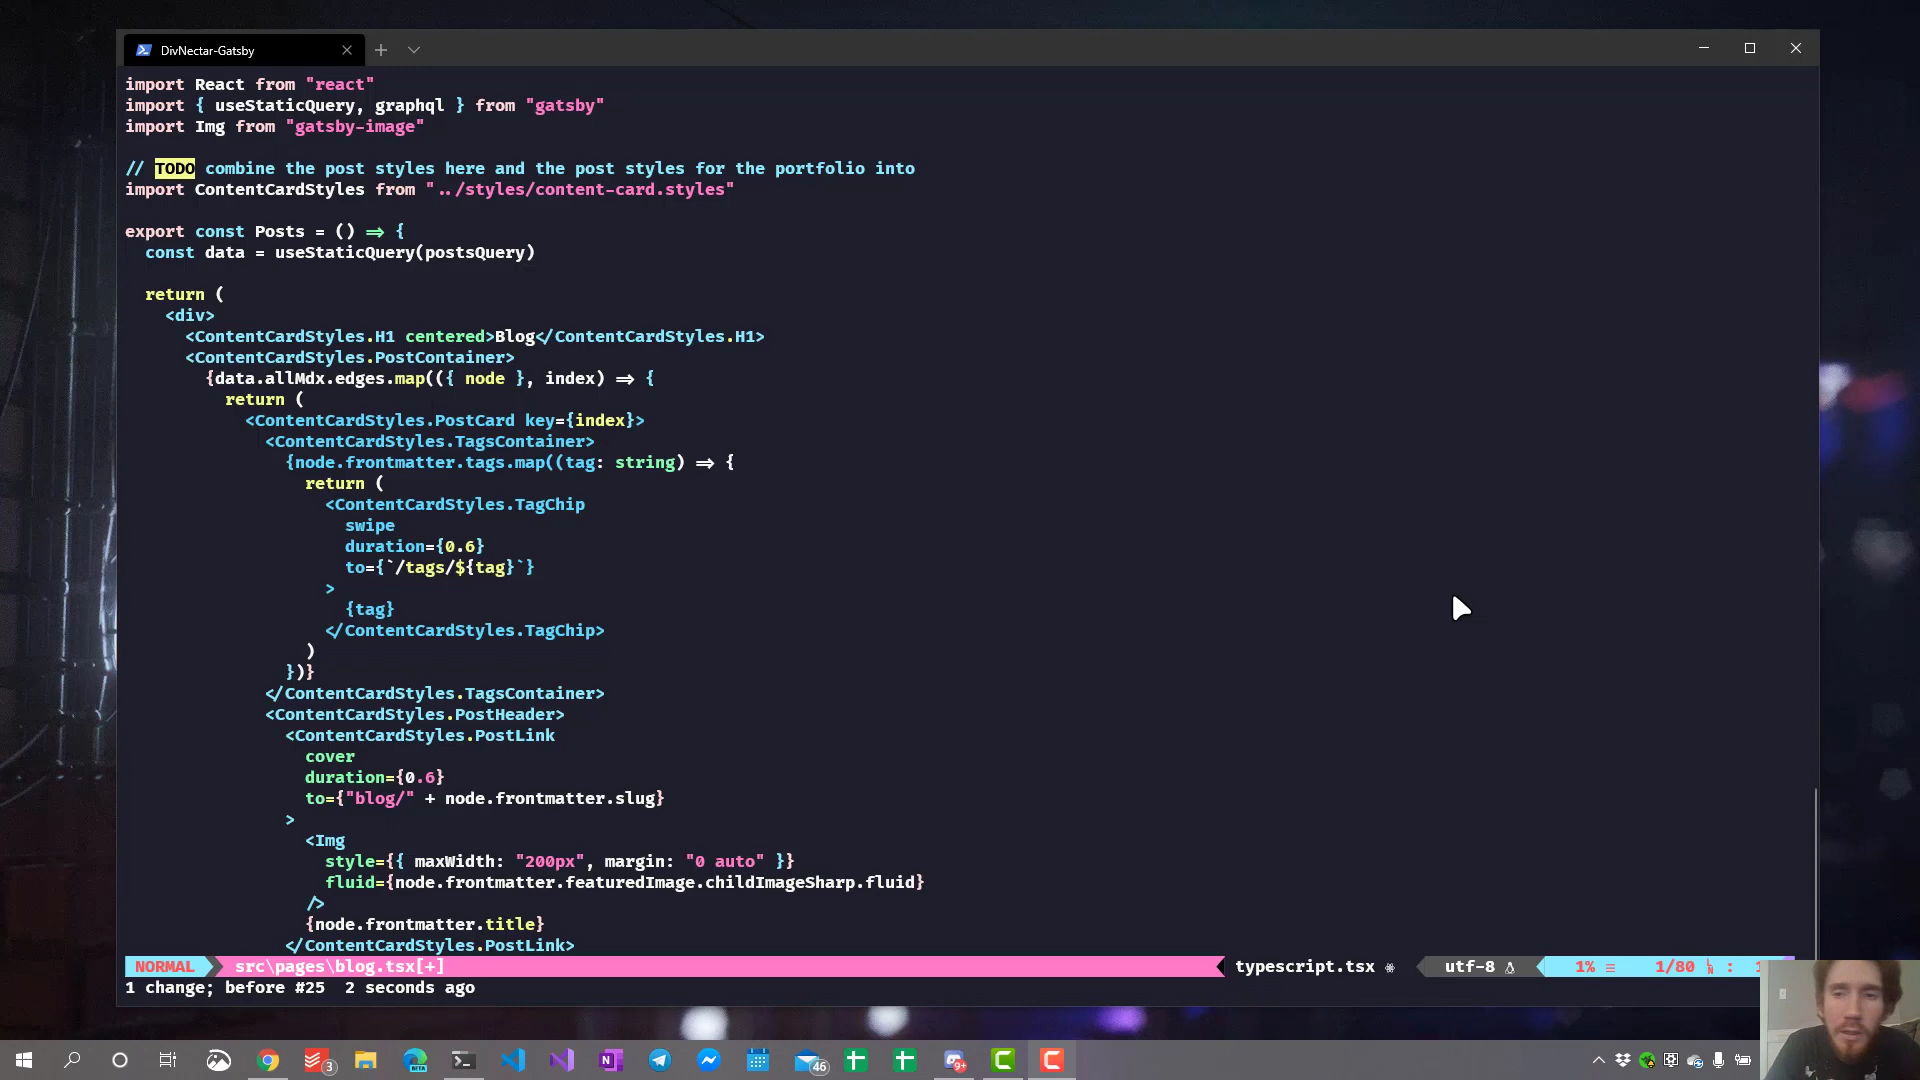 DivNectar-Gatsby
import React from "react"
import { useStaticQuery, graphql } from "gatsby"
import Img from "gatsby-image"
// TODO combine the post styles here and the post styles for the portfolio into
import ContentCardStyles from "../styles/content-card.styles"
export const Posts = () => {
const data = useStaticQuery(postsQuery)
return (
<div>
<ContentCardStyles.H1 centered>Blog</ContentCardStyles.H1>
<ContentCardStyles.PostContainer>
{data.allMdx.edges.map(({ node }, index) => {
return (
<ContentCardStyles.PostCard key={index}>
<ContentCardStyles.TagsContainer>
{node.frontmatter.tags.map((tag: string) => {
return (
<ContentCardStyles.TagChip
swipe
duration={0.6}
to={`/tags/${tag}`}
>
{tag}
</ContentCardStyles.TagChip>
)
})}
</ContentCardStyles.TagsContainer>
<ContentCardStyles.PostHeader>
<ContentCardStyles.PostLink
cover
duration={0.6}
to={"blog/" + node.frontmatter.slug}
>
<Img
style={{ maxWidth: "200px", margin: "0 auto" }}
fluid={node.frontmatter.featuredImage.childImageSharp.fluid}
/>
{node.frontmatter.title}
</ContentCardStyles.PostLink>
NORMAL src\pages\blog.tsx[+] typescript.tsx utf-8 1% 1/80 :
1 change; before #25 2 seconds ago
3 BETA 46 9+